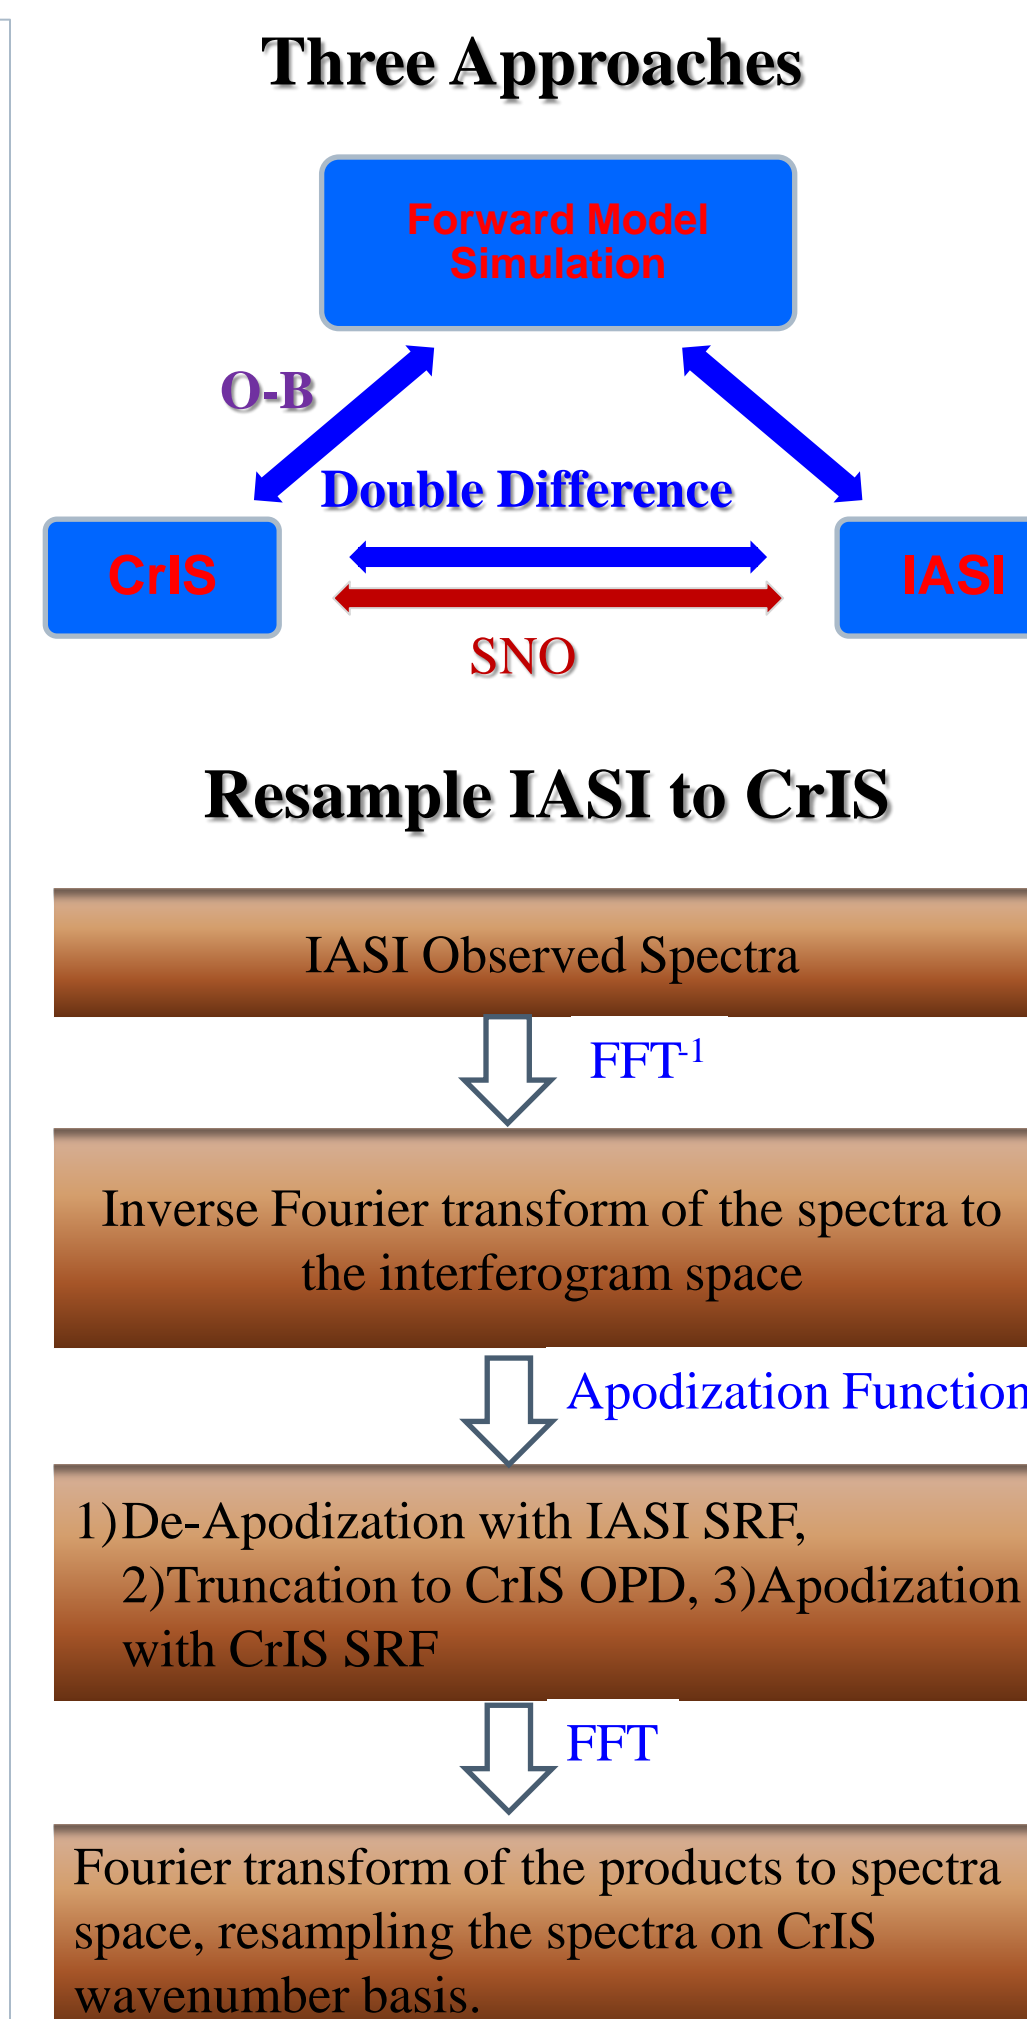 Three Approaches
Forward Model
Simulation
O-B
Double Difference
CrIS
IASI
SNO
Resample IASI to CrIS
IASI Observed Spectra
FFT-1
Inverse Fourier transform of the spectra to
the interferogram space
Apodization Function
1)De-Apodization with IASI SRF,
2)Truncation to CrIS OPD, 3)Apodization
with CrIS SRF
FFT
Fourier transform of the products to spectra
space, resampling the spectra on CrIS
wavenumber basis.